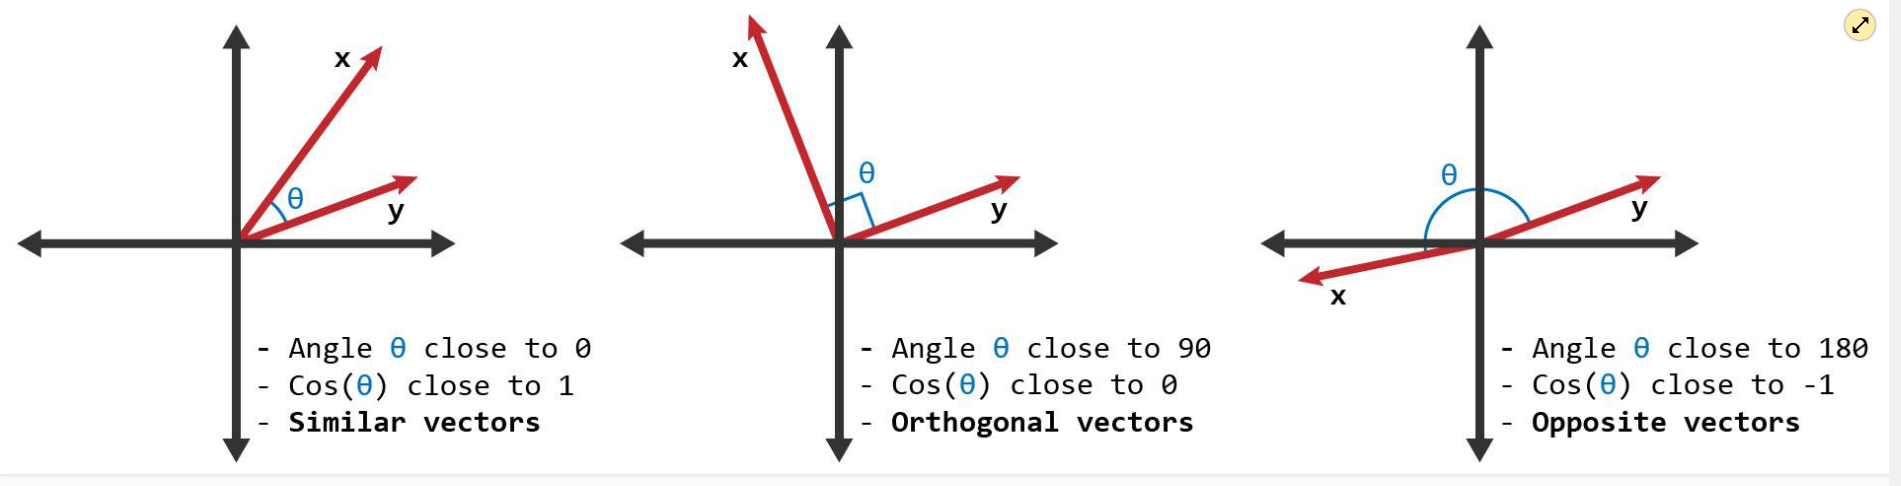 x
θ
y
- Angle θ close to 0
- Cos(θ) close to 1
- Similar vectors
x
θ
y
- Angle θ close to 90
- Cos(θ) close to 0
- Orthogonal vectors
θ
y
x
- Angle θ close to 180
- Cos(θ) close to -1
- Opposite vectors